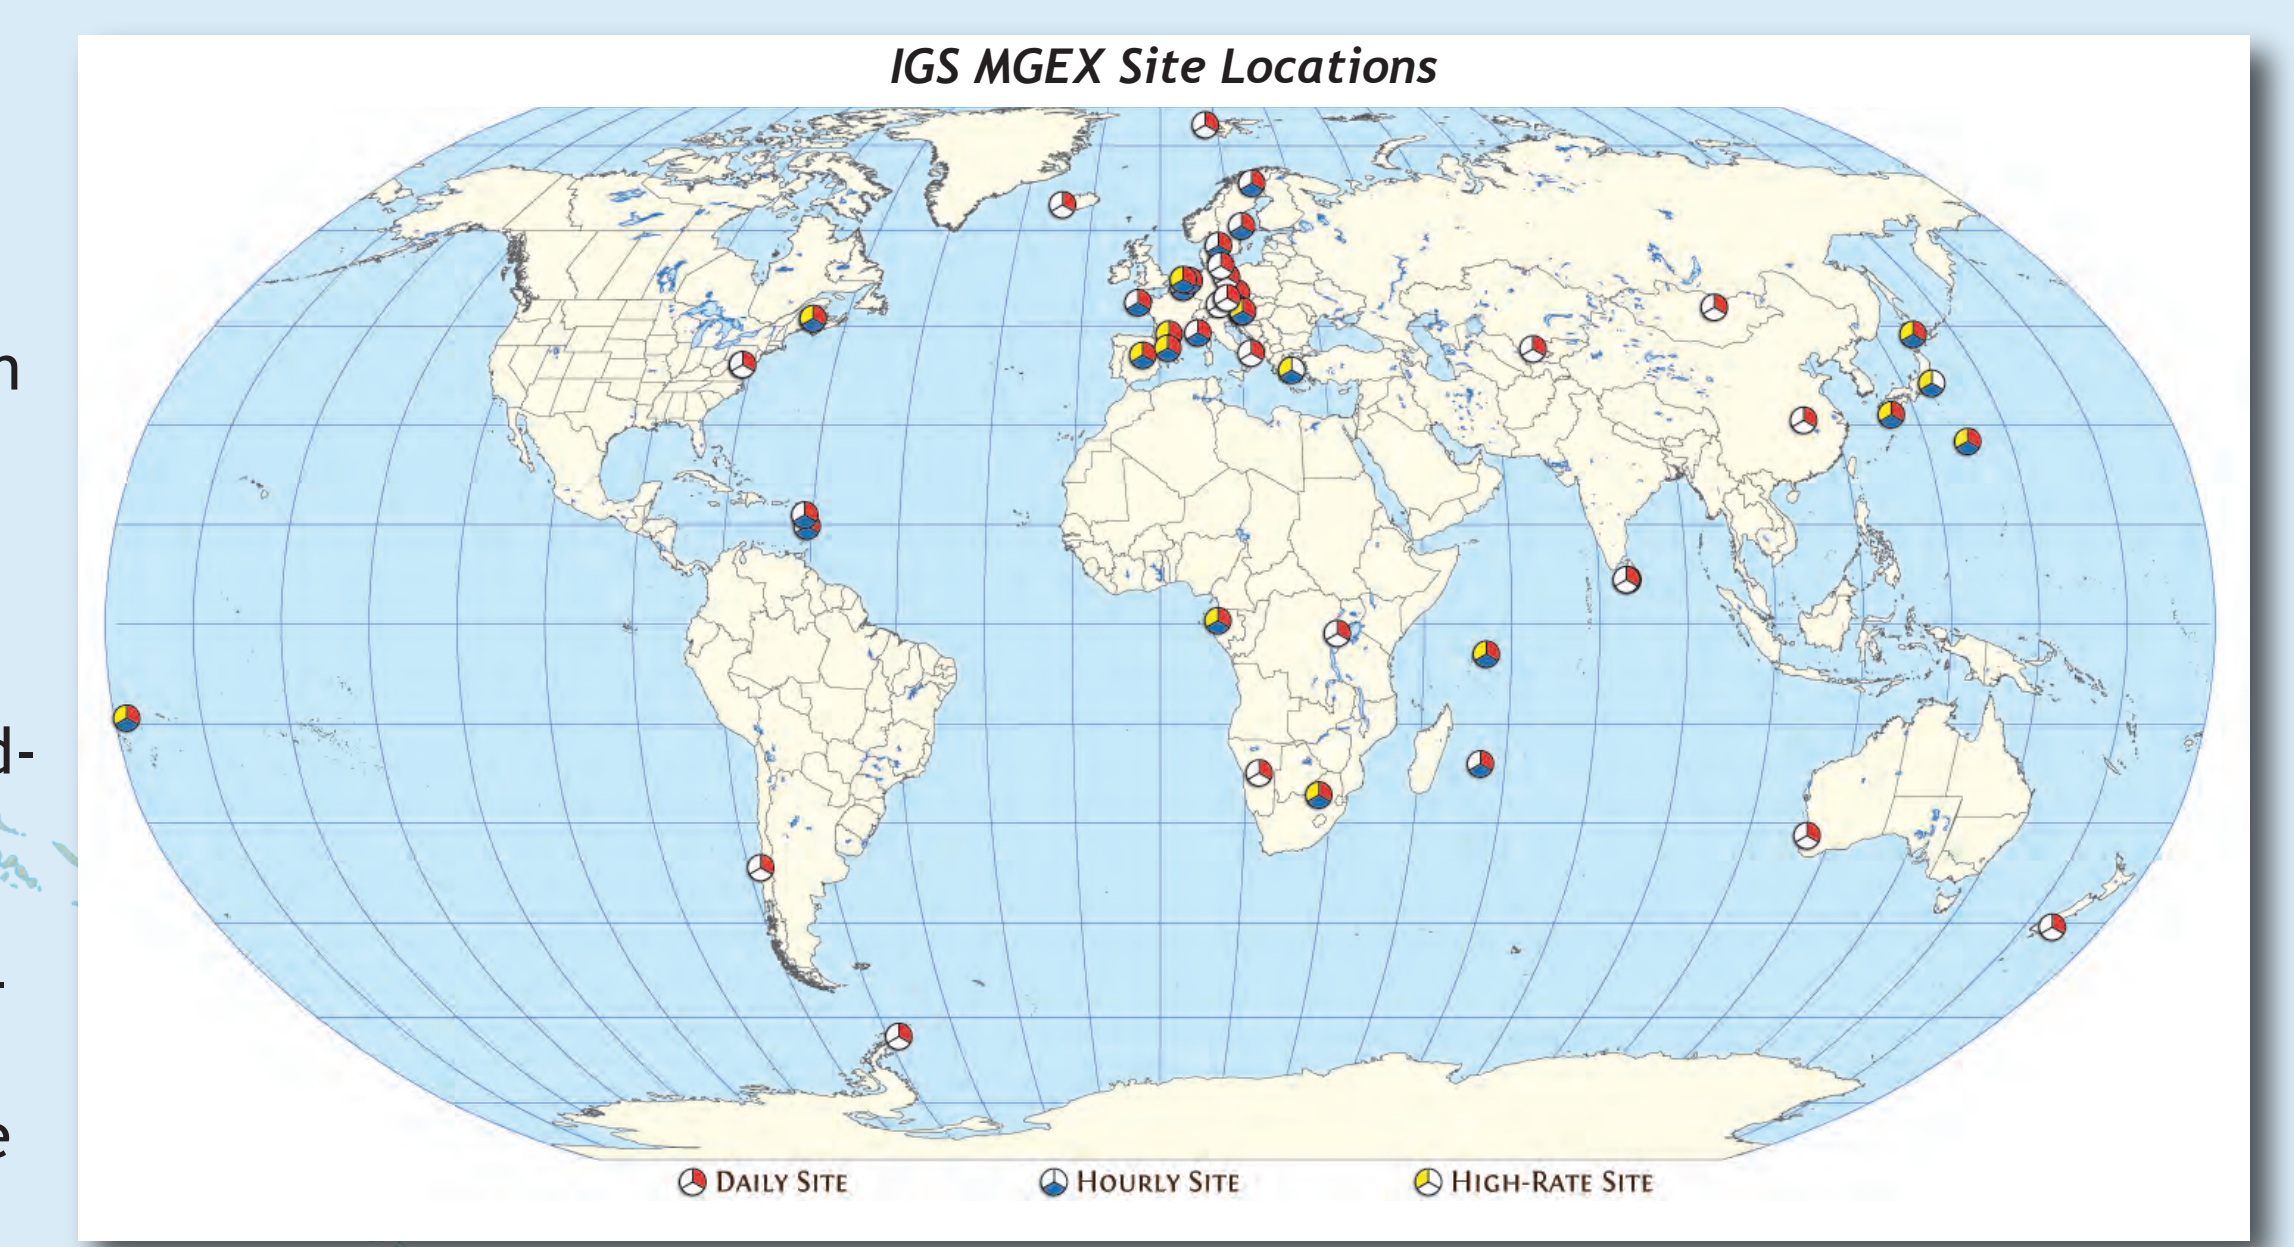 IGS MGEX Site Locations
n
d-
-
e
DAILY SITE
HOURLY SITE
HIGH-RATE SITE